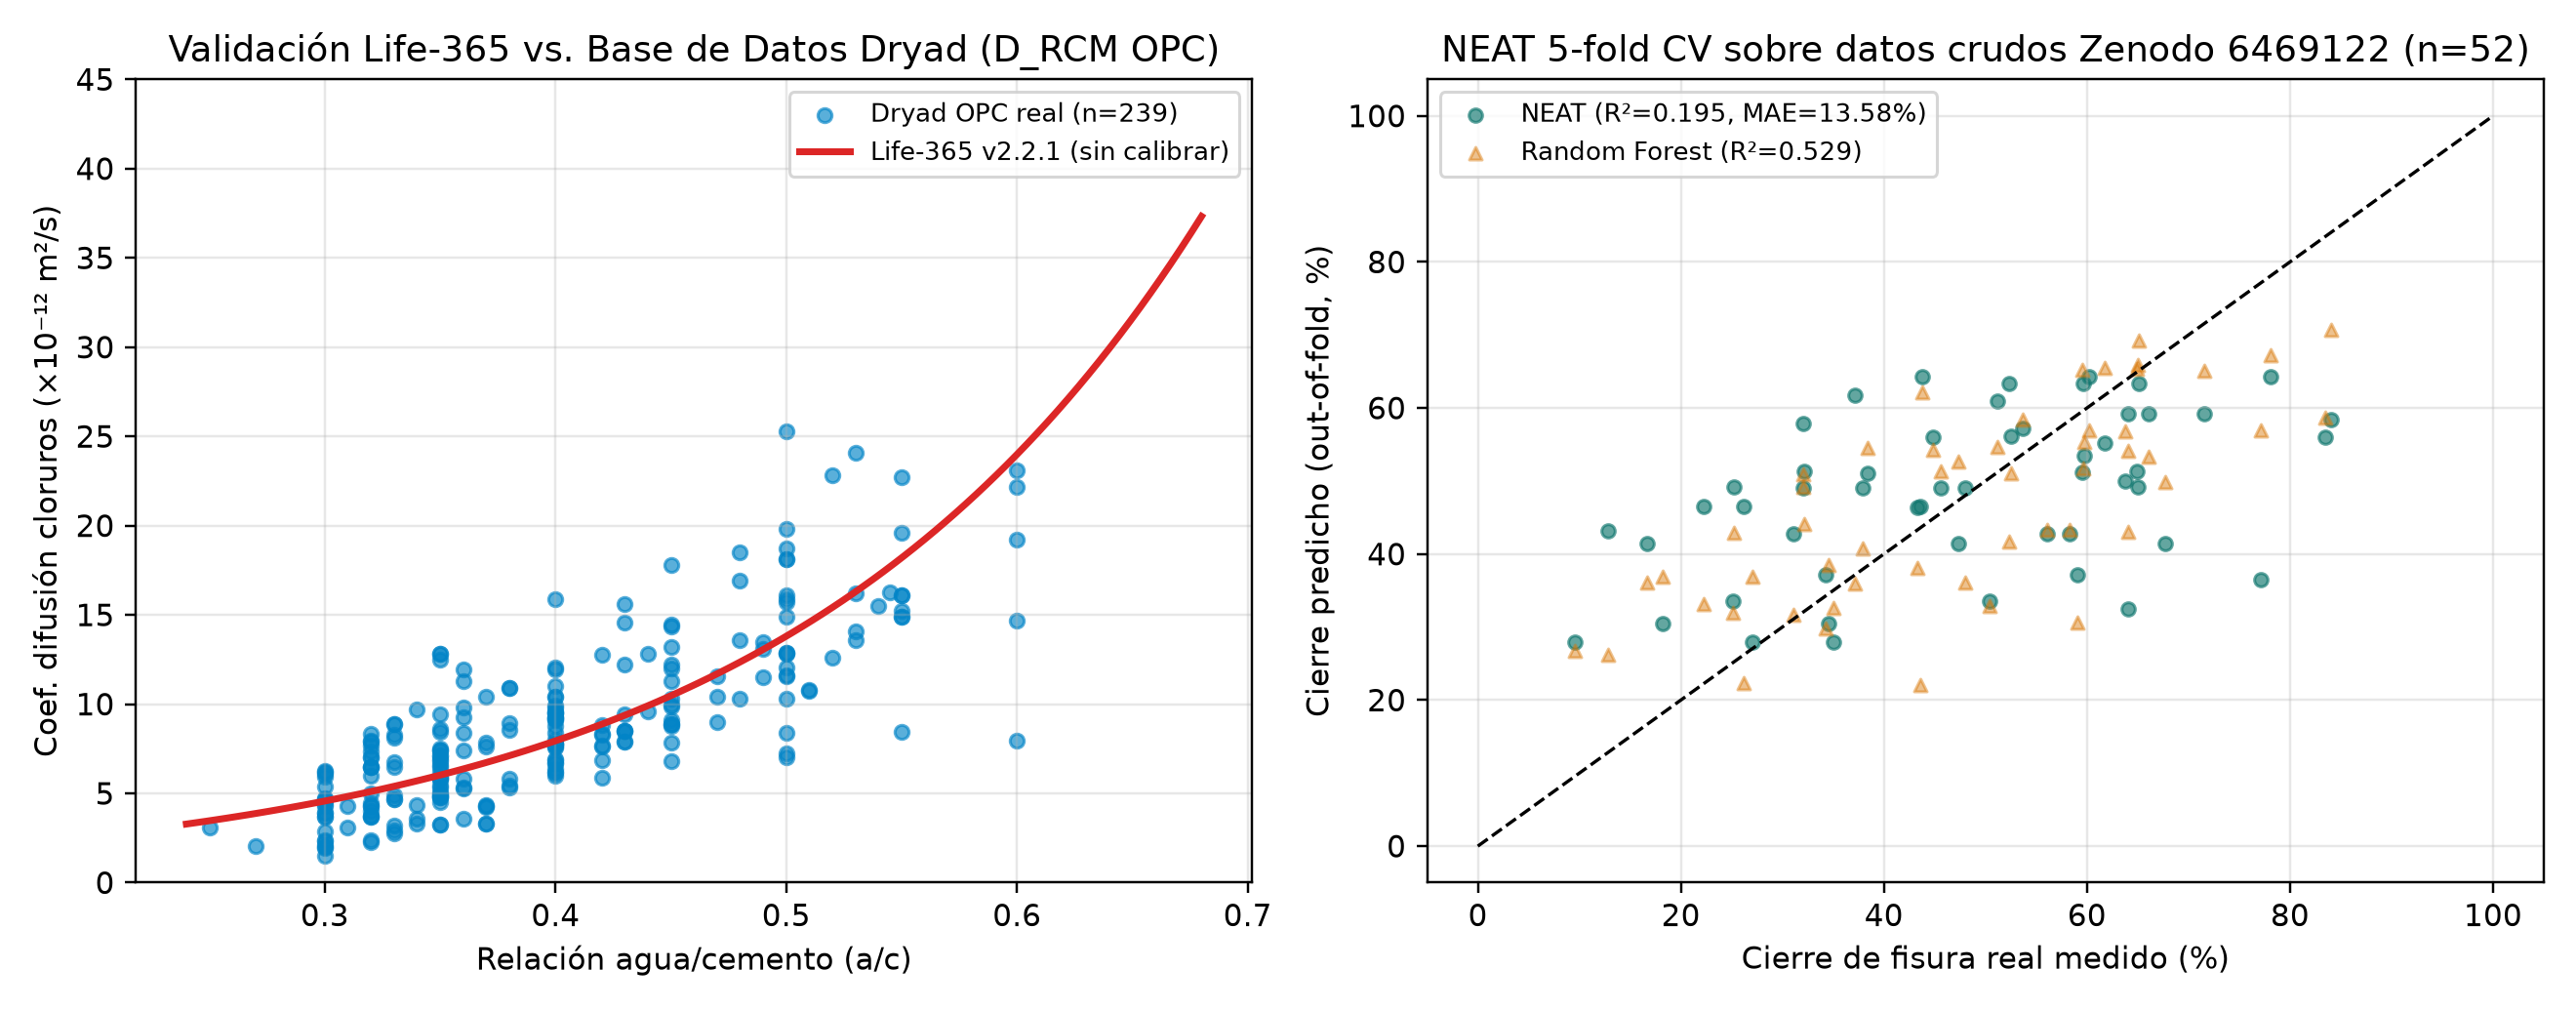 Validación Life-365 vs. Base de Datos Dryad (D_RCM OPC)
45
40
35
30
25
20
15
10
5
0
Coef. difusión cloruros (×10⁻¹² m²/s)
Dryad OPC real (n=239)
Life-365 v2.2.1 (sin calibrar)
0.3 0.4 0.5 0.6 0.7
Relación agua/cemento (a/c)
NEAT 5-fold CV sobre datos crudos Zenodo 6469122 (n=52)
100
80
60
40
20
0
Cierre predicho (out-of-fold, %)
NEAT (R²=0.195, MAE=13.58%)
Random Forest (R²=0.529)
0 20 40 60 80 100
Cierre de fisura real medido (%)